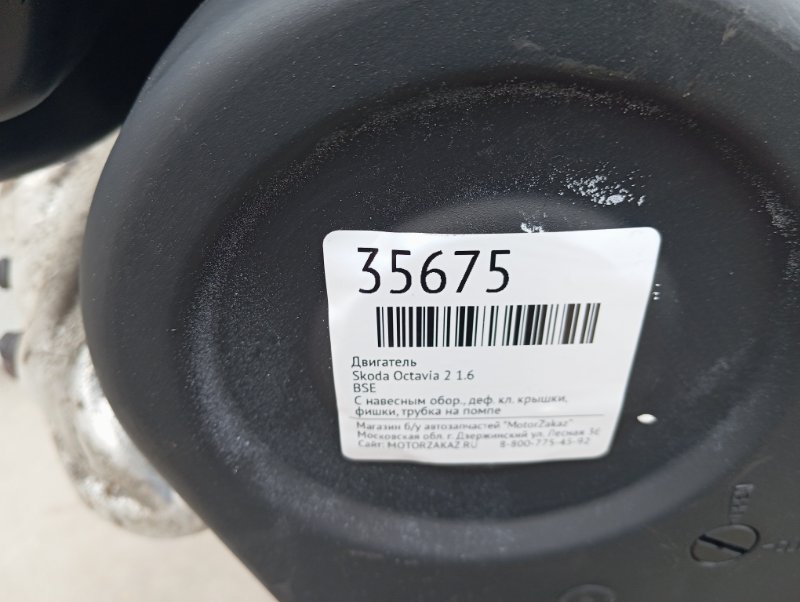 35675
Двигатель
Skoda Octavia 2 1.6
BSE
С навесным обор., деф. кл. крышки,
фишки, трубка на помпе
Магазин б/у автозапчастей "MotorZakaz"
Московская обл. г. Дзержинский ул. Лесная 3Є
Сайт: MOTORZAKAZ.RU 8-800-775-45-92